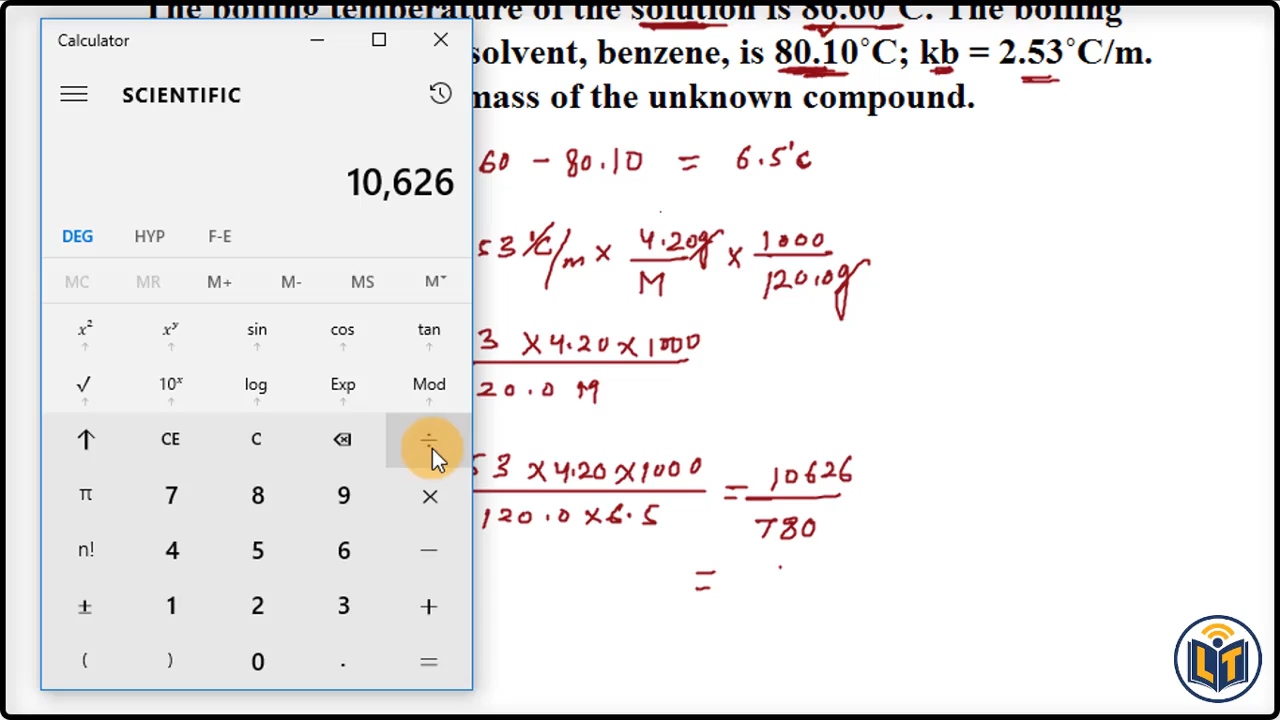 The boiling temperature of the solution is 86.60°C. The boiling
solvent, benzene, is 80.10°C; kb = 2.53°C/m.
mass of the unknown compound.
Calculator
SCIENTIFIC
10,626
DEG HYP F-E
MC MR M+ M- MS M˅
x² xʸ sin cos tan
√ 10ˣ log Exp Mod
↑ CE C ⌫ ÷
π 7 8 9 ×
n! 4 5 6 −
± 1 2 3 +
( ) 0 . =
60 - 80.10 = 6.5°C
53 °C/m × 4.20g/M × 1000/120.0g
3 × 4.20 × 1000
20.0 M
53 × 4.20 × 1000 = 10626
120.0 × 6.5 780
=
LT